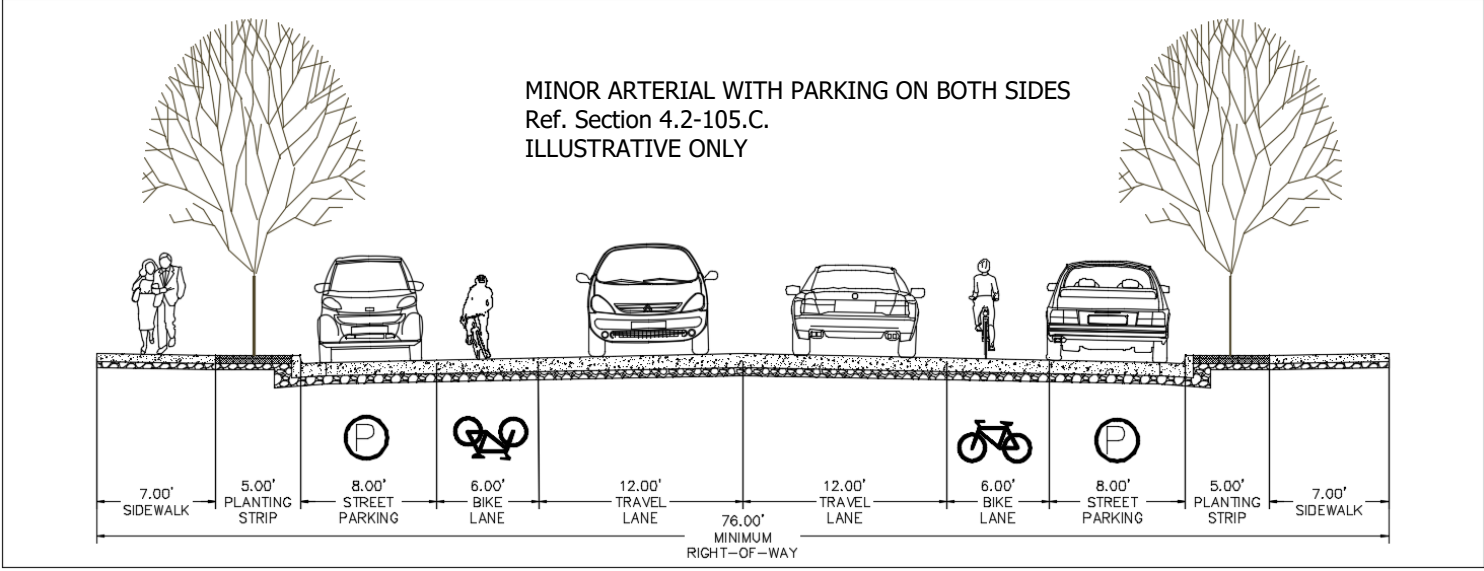 MINOR ARTERIAL WITH PARKING ON BOTH SIDES
Ref. Section 4.2-105.C.
ILLUSTRATIVE ONLY
P
P
7.00'
SIDEWALK
5.00'
PLANTING
STRIP
8.00'
STREET
PARKING
6.00'
BIKE
LANE
12.00'
TRAVEL
LANE
12.00'
TRAVEL
LANE
6.00'
BIKE
LANE
8.00'
STREET
PARKING
5.00'
PLANTING
STRIP
7.00'
SIDEWALK
76.00'
MINIMUM
RIGHT-OF-WAY